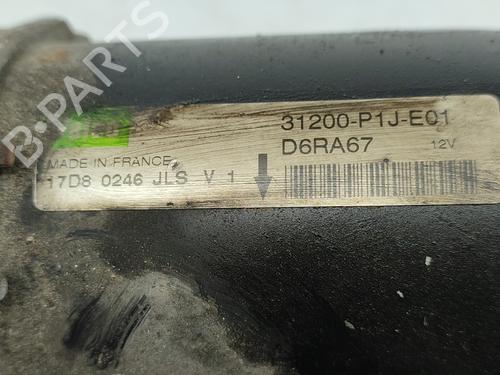 31200-P1J-E01
D6RA67 12V
MADE IN FRANCE
17D8 0246 JLS V 1
B-PARTS